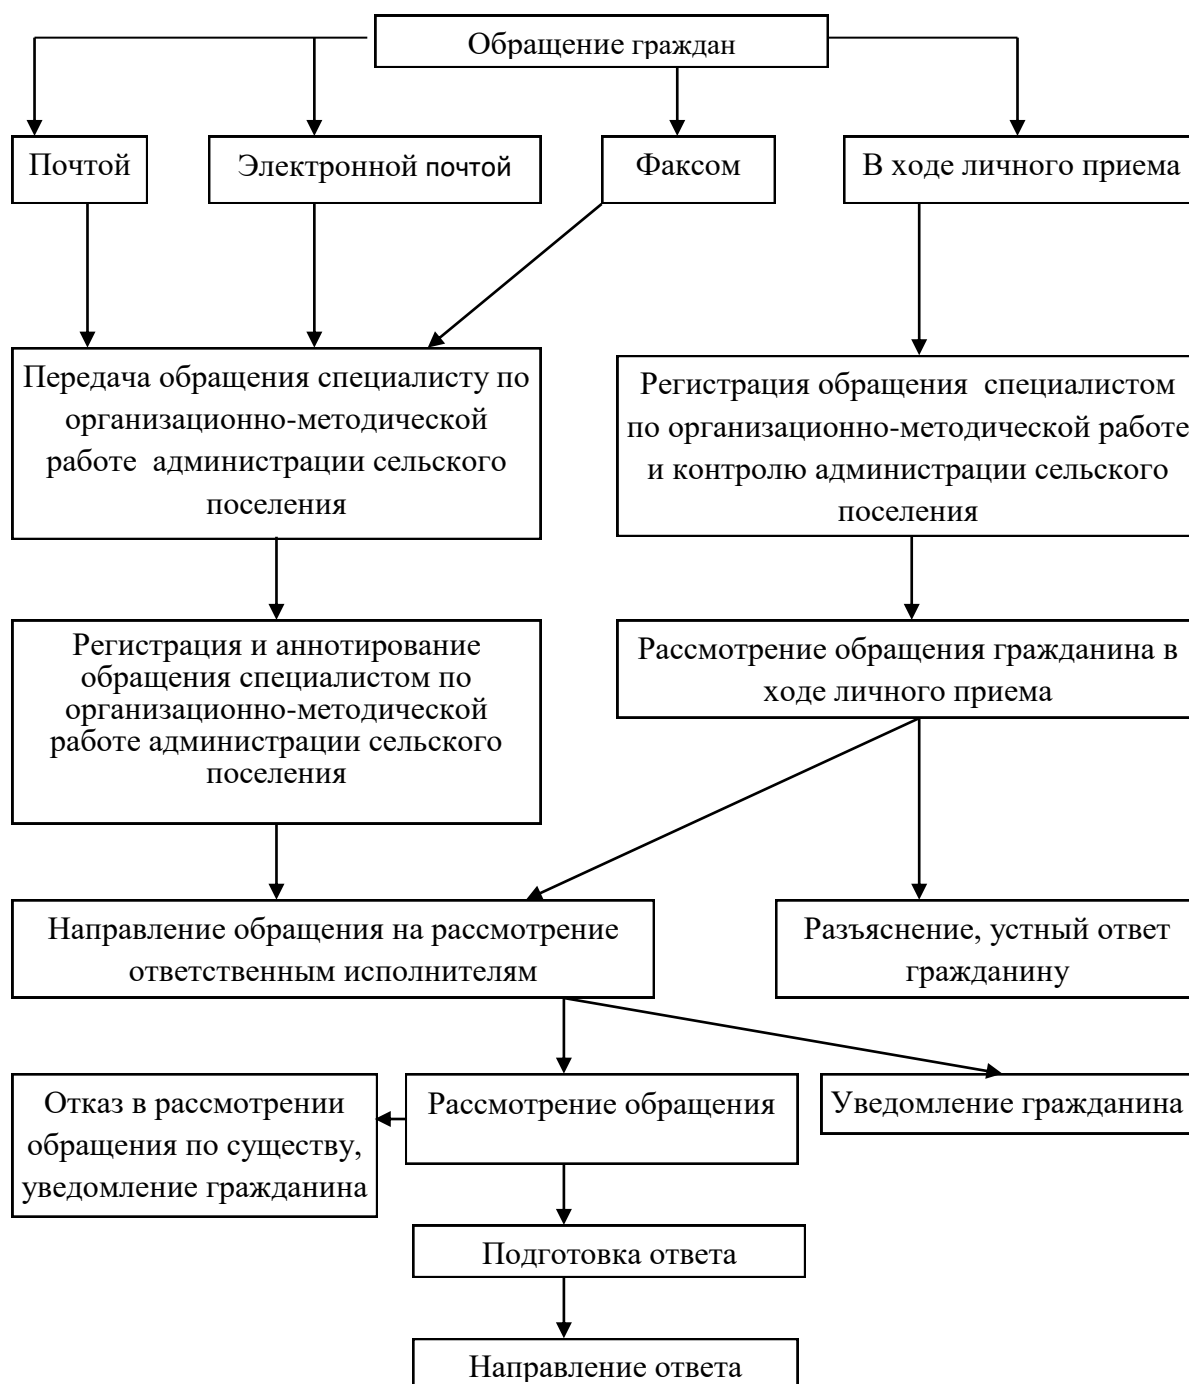 Обращение граждан
Почтой
Электронной почтой
Факсом
В ходе личного приема
Передача обращения специалисту по
организационно-методической
работе администрации сельского
поселения
Регистрация обращения специалистом
по организационно-методической работе
и контролю администрации сельского
поселения
Регистрация и аннотирование
обращения специалистом по
организационно-методической
работе администрации сельского
поселения
Рассмотрение обращения гражданина в
ходе личного приема
Направление обращения на рассмотрение
ответственным исполнителям
Разъяснение, устный ответ
гражданину
Отказ в рассмотрении
обращения по существу,
уведомление гражданина
Рассмотрение обращения
Уведомление гражданина
Подготовка ответа
Направление ответа